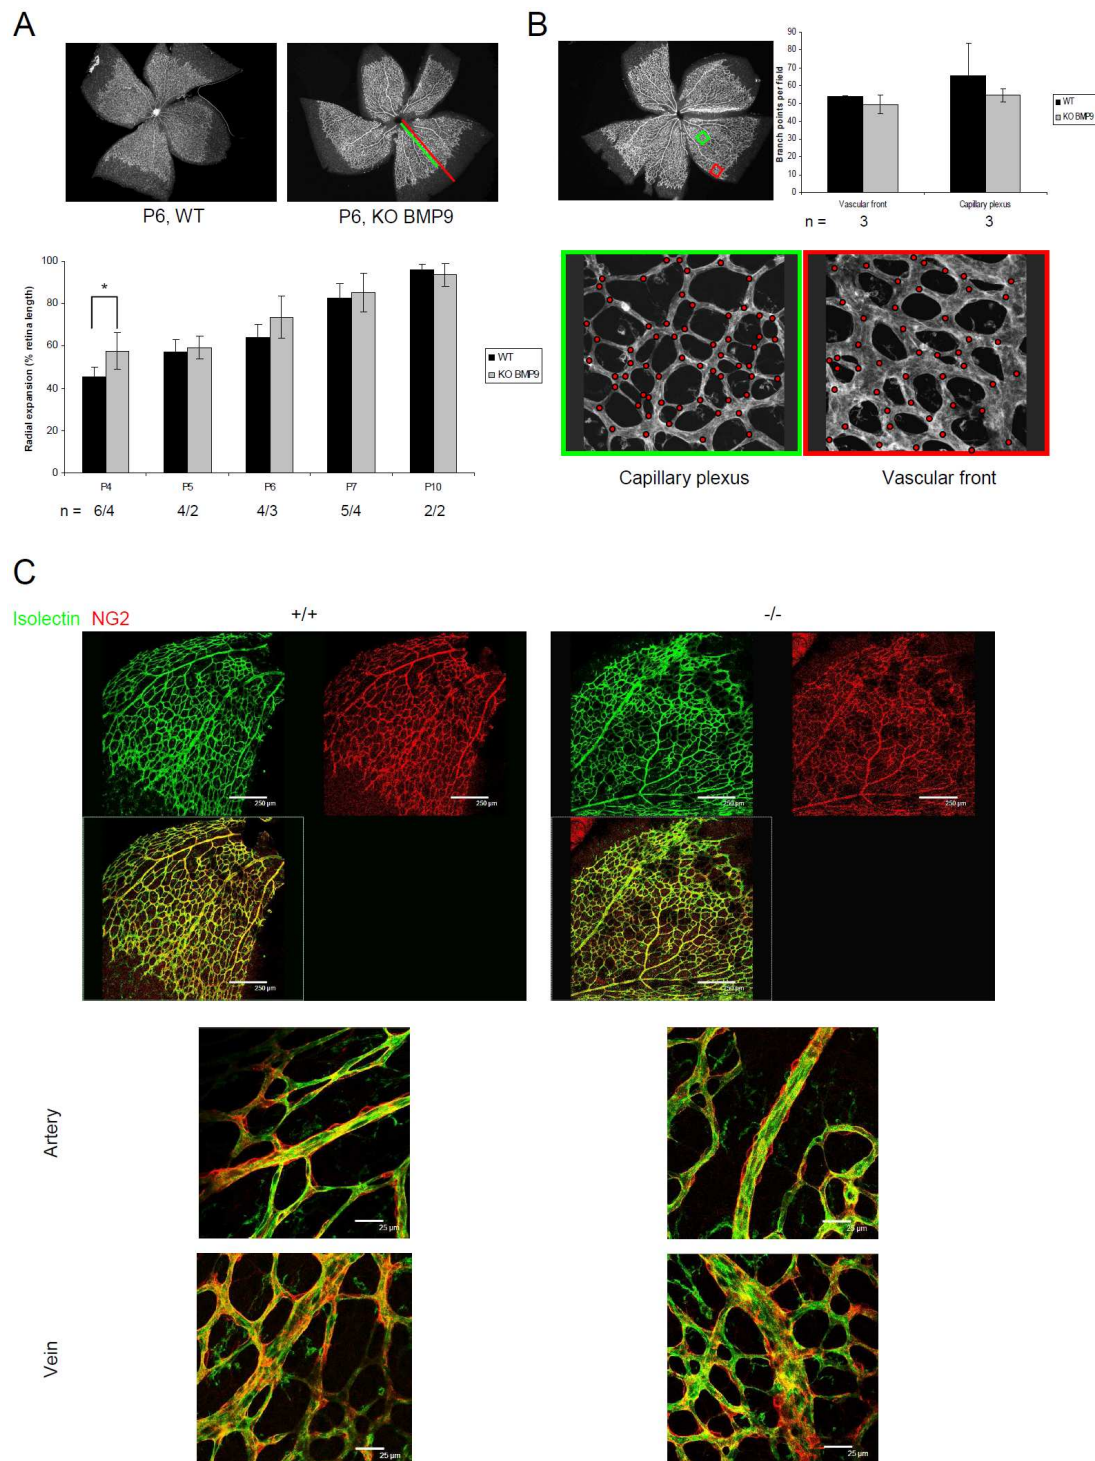 A
P6, WT
P6, KO BMP9
Radial expansion (% retina length)
100
80
60
40
20
0
*
WT
KO BMP9
P4 P5 P6 P7 P10
n = 6/4 4/2 4/3 5/4 2/2
B
Branch points per field
90
80
70
60
50
40
30
20
10
0
WT
KO BMP9
Vascular front Capillary plexus
n = 3 3
Capillary plexus Vascular front
C
Isolectin NG2
+/+ -/-
250 µm 250 µm 250 µm 250 µm
250 µm 250 µm
Artery
25 µm 25 µm
Vein
25 µm 25 µm